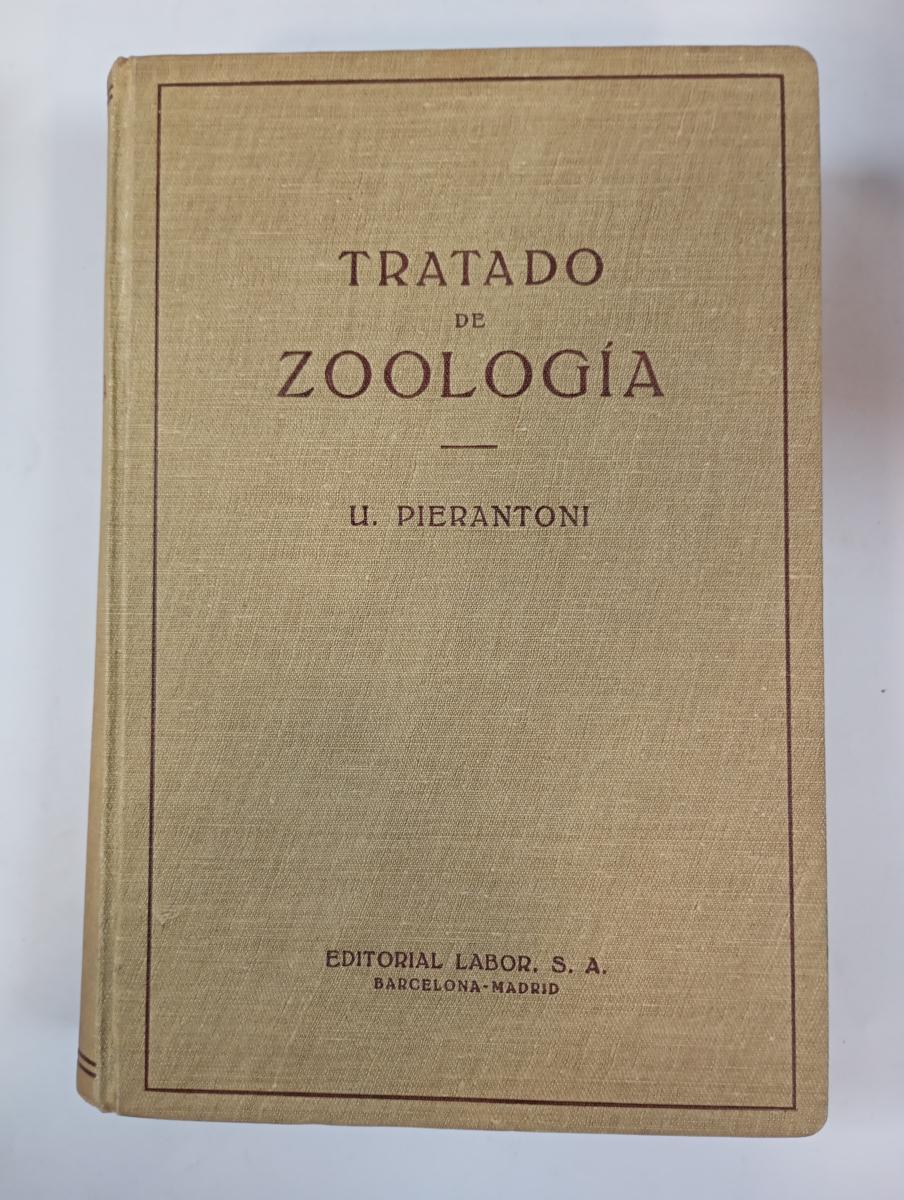 TRATADO
DE
ZOOLOGÍA
U. PIERANTONI
EDITORIAL LABOR, S. A.
BARCELONA-MADRID